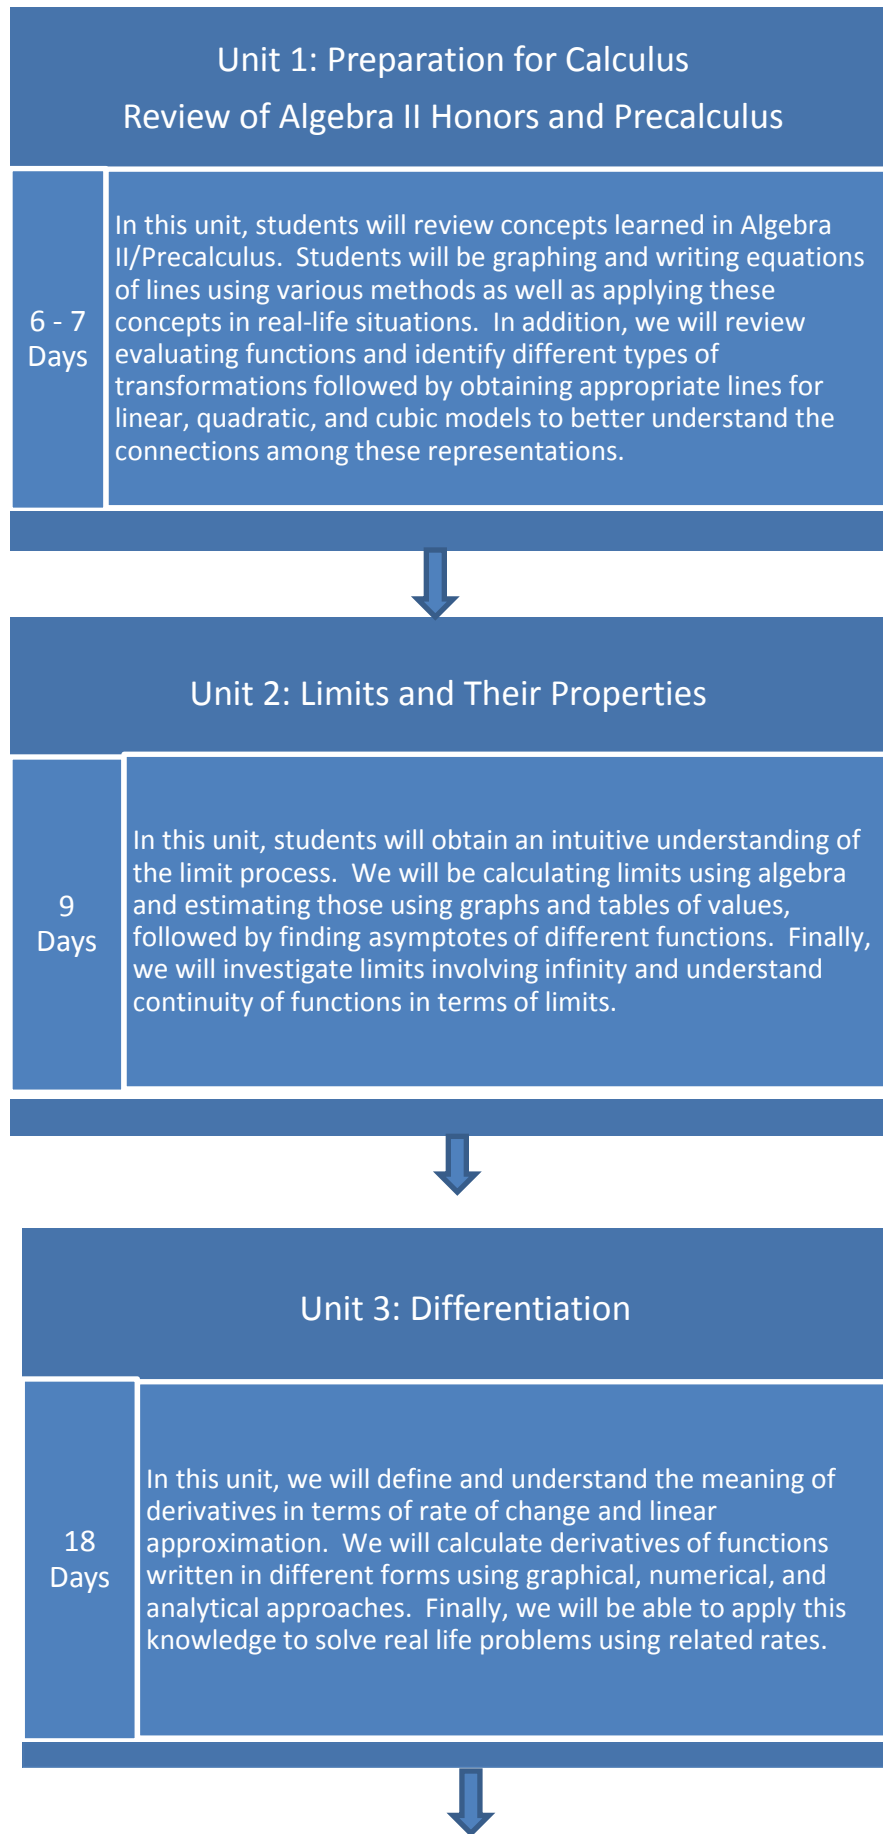 Unit 1: Preparation for Calculus
Review of Algebra II Honors and Precalculus
6 - 7
Days
In this unit, students will review concepts learned in Algebra
II/Precalculus.  Students will be graphing and writing equations
of lines using various methods as well as applying these
concepts in real-life situations.  In addition, we will review
evaluating functions and identify different types of
transformations followed by obtaining appropriate lines for
linear, quadratic, and cubic models to better understand the
connections among these representations.
Unit 2: Limits and Their Properties
9
Days
In this unit, students will obtain an intuitive understanding of
the limit process.  We will be calculating limits using algebra
and estimating those using graphs and tables of values,
followed by finding asymptotes of different functions.  Finally,
we will investigate limits involving infinity and understand
continuity of functions in terms of limits.
Unit 3: Differentiation
18
Days
In this unit, we will define and understand the meaning of
derivatives in terms of rate of change and linear
approximation.  We will calculate derivatives of functions
written in different forms using graphical, numerical, and
analytical approaches.  Finally, we will be able to apply this
knowledge to solve real life problems using related rates.